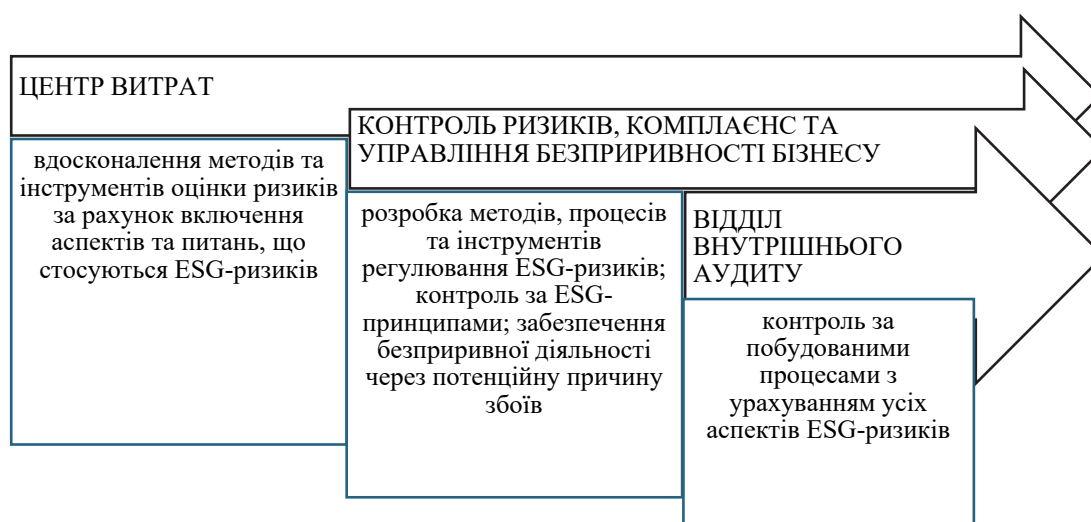 ЦЕНТР ВИТРАТ
вдосконалення методів та
інструментів оцінки ризиків
за рахунок включення
аспектів та питань, що
стосуються ESG-ризиків
КОНТРОЛЬ РИЗИКІВ, КОМПЛАЄНС ТА
УПРАВЛІННЯ БЕЗПРИРИВНОСТІ БІЗНЕСУ
розробка методів, процесів
та інструментів
регулювання ESG-ризиків;
контроль за ESG-
принципами; забезпечення
безприривної діяльності
через потенційну причину
збоїв
ВІДДІЛ
ВНУТРІШНЬОГО
АУДИТУ
контроль за
побудованими
процесами з
урахуванням усіх
аспектів ESG-ризиків